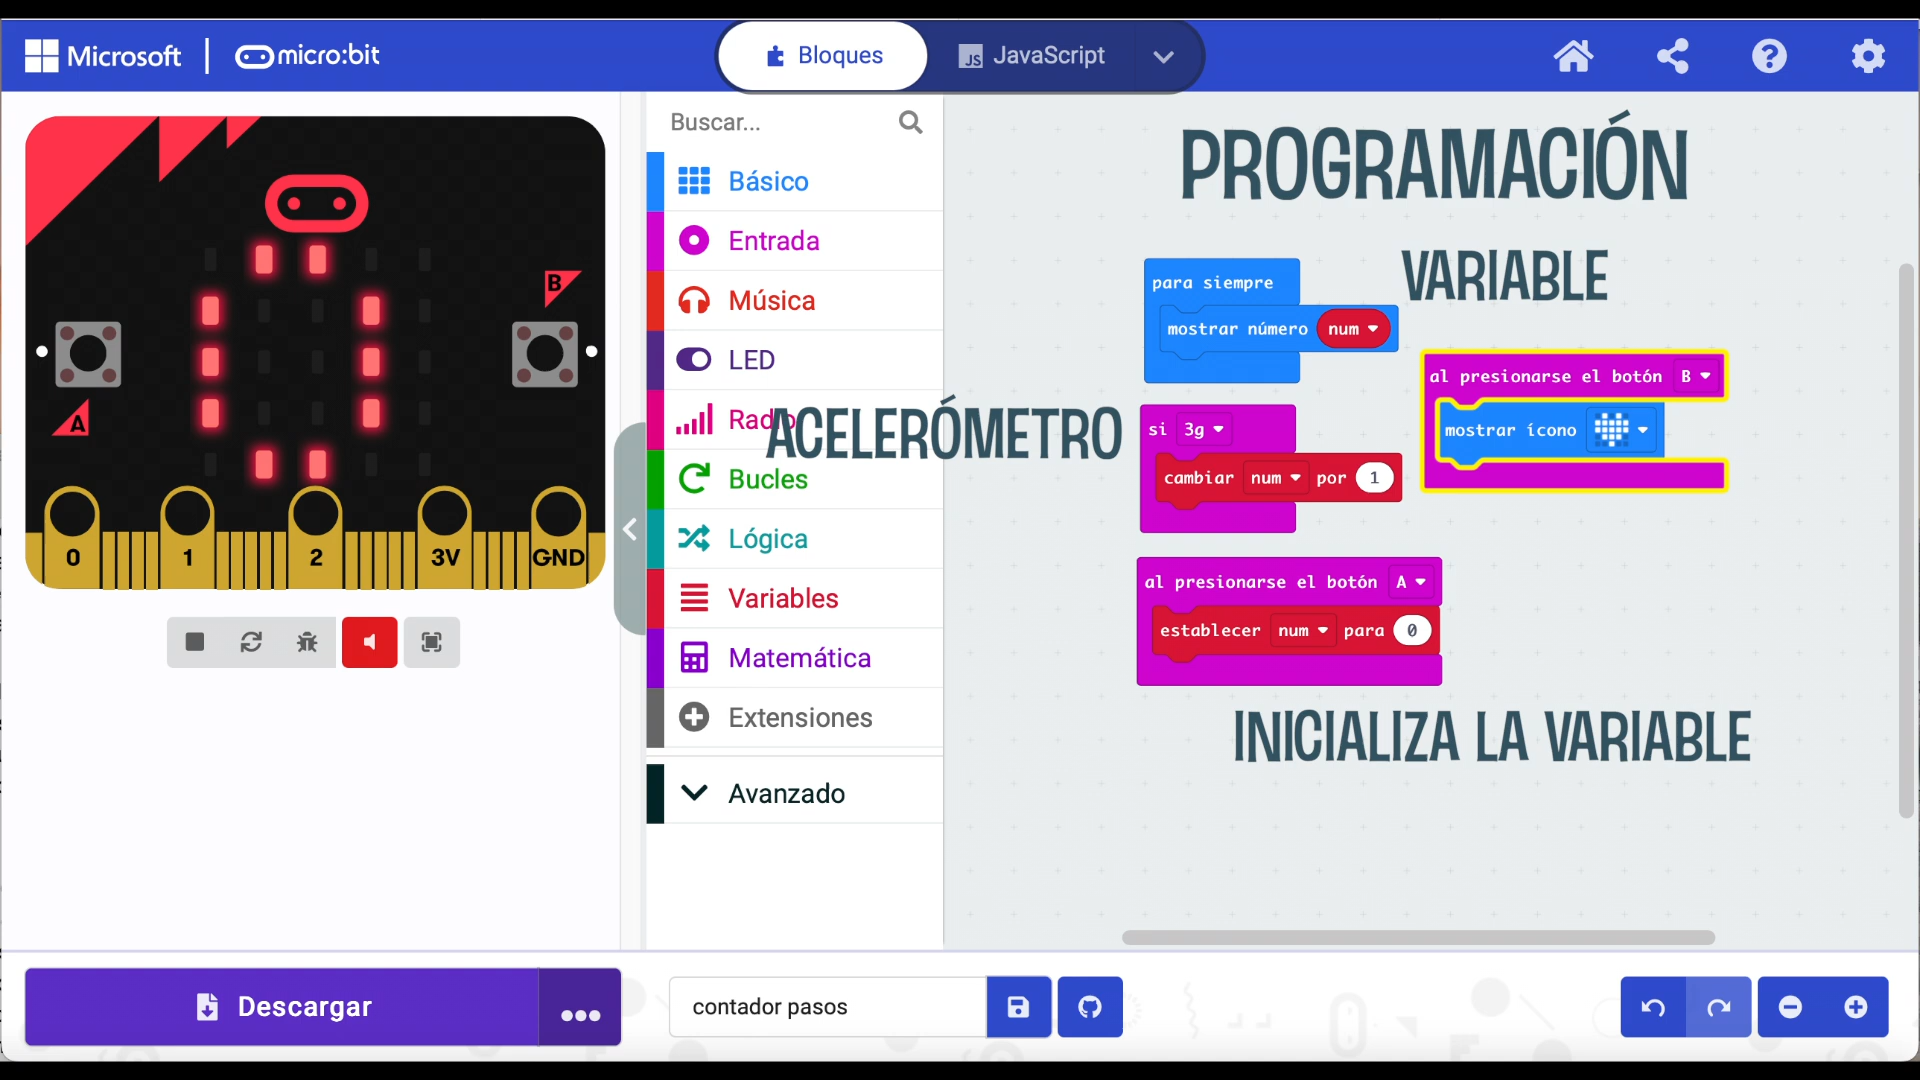 Microsoft | micro:bit
Bloques
JS JavaScript
B
A
0 1 2 3V GND
Buscar...
Básico
Entrada
Música
LED
Radio
Bucles
Lógica
Variables
Matemática
Extensiones
Avanzado
PROGRAMACIÓN
VARIABLE
para siempre
mostrar número num
al presionarse el botón B
mostrar ícono
ACELERÓMETRO
si 3g
cambiar num por 1
al presionarse el botón A
establecer num para 0
INICIALIZA LA VARIABLE
Descargar
...
contador pasos